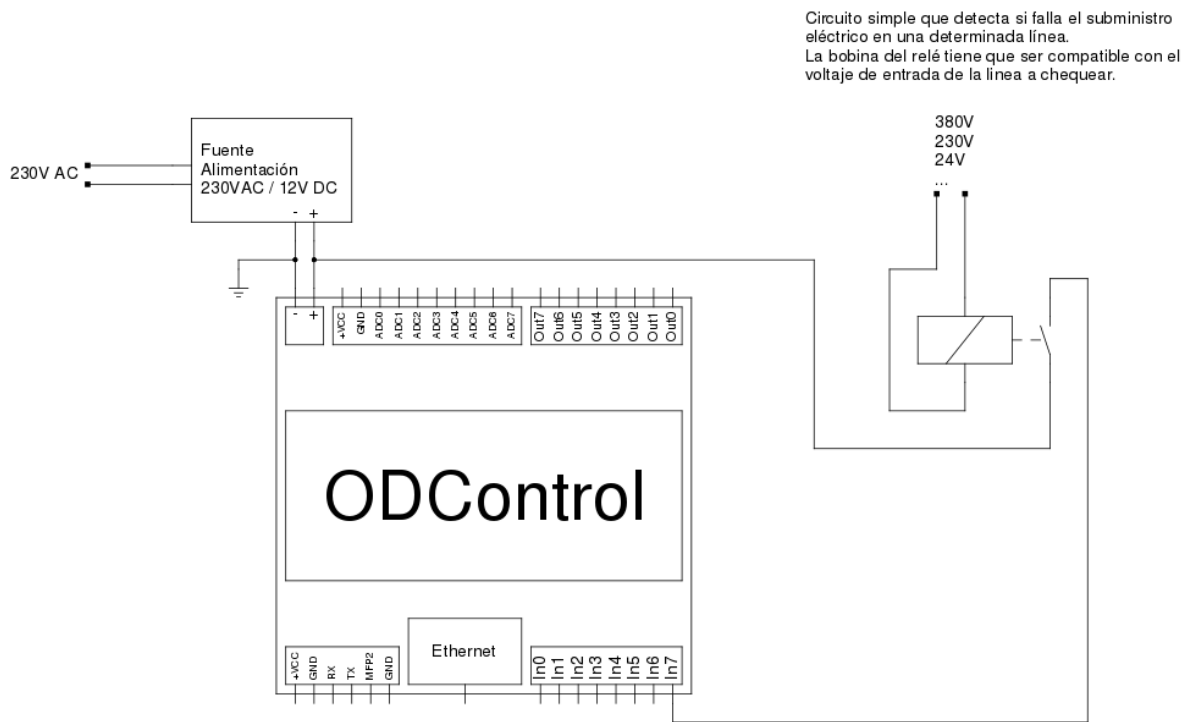 Circuito simple que detecta si falla el subministro
eléctrico en una determinada línea.
La bobina del relé tiene que ser compatible con el
voltaje de entrada de la linea a chequear.
380V
230V
24V
...
230V AC
Fuente
Alimentación
230VAC / 12V DC
- +
- +
+VCC GND ADC0 ADC1 ADC2 ADC3 ADC4 ADC5 ADC6 ADC7
Out7 Out6 Out5 Out4 Out3 Out2 Out1 Out0
ODControl
+VCC GND RX TX MFP2 GND
Ethernet
In0 In1 In2 In3 In4 In5 In6 In7